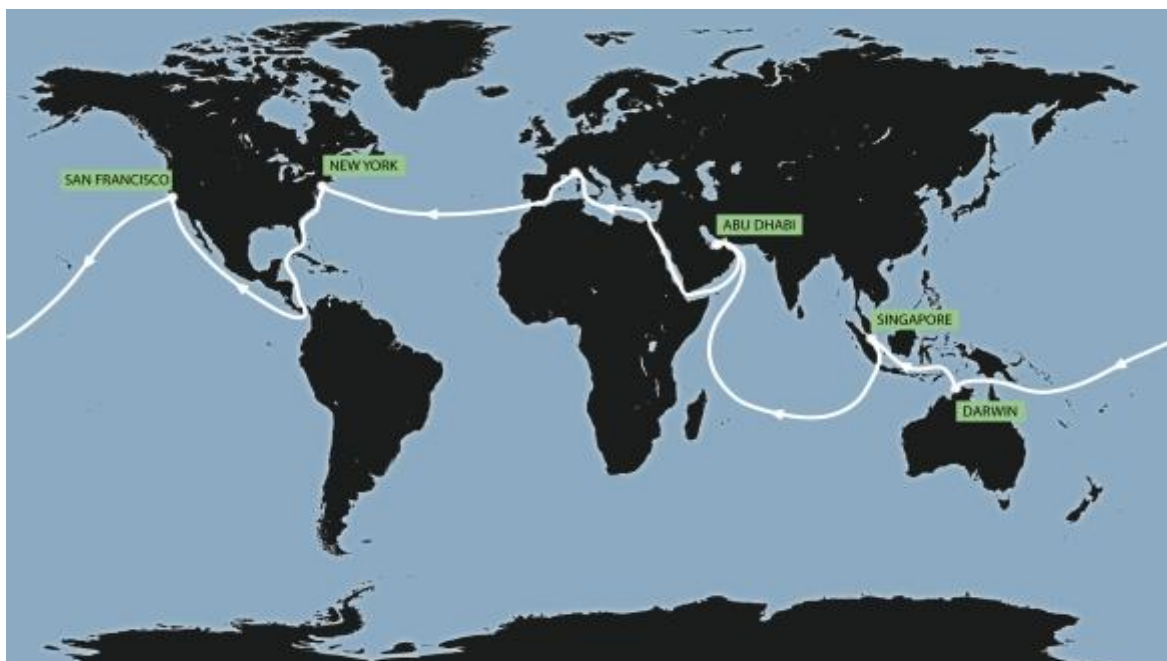 NEW YORK
SAN FRANCISCO
ABU DHABI
SINGAPORE
DARWIN